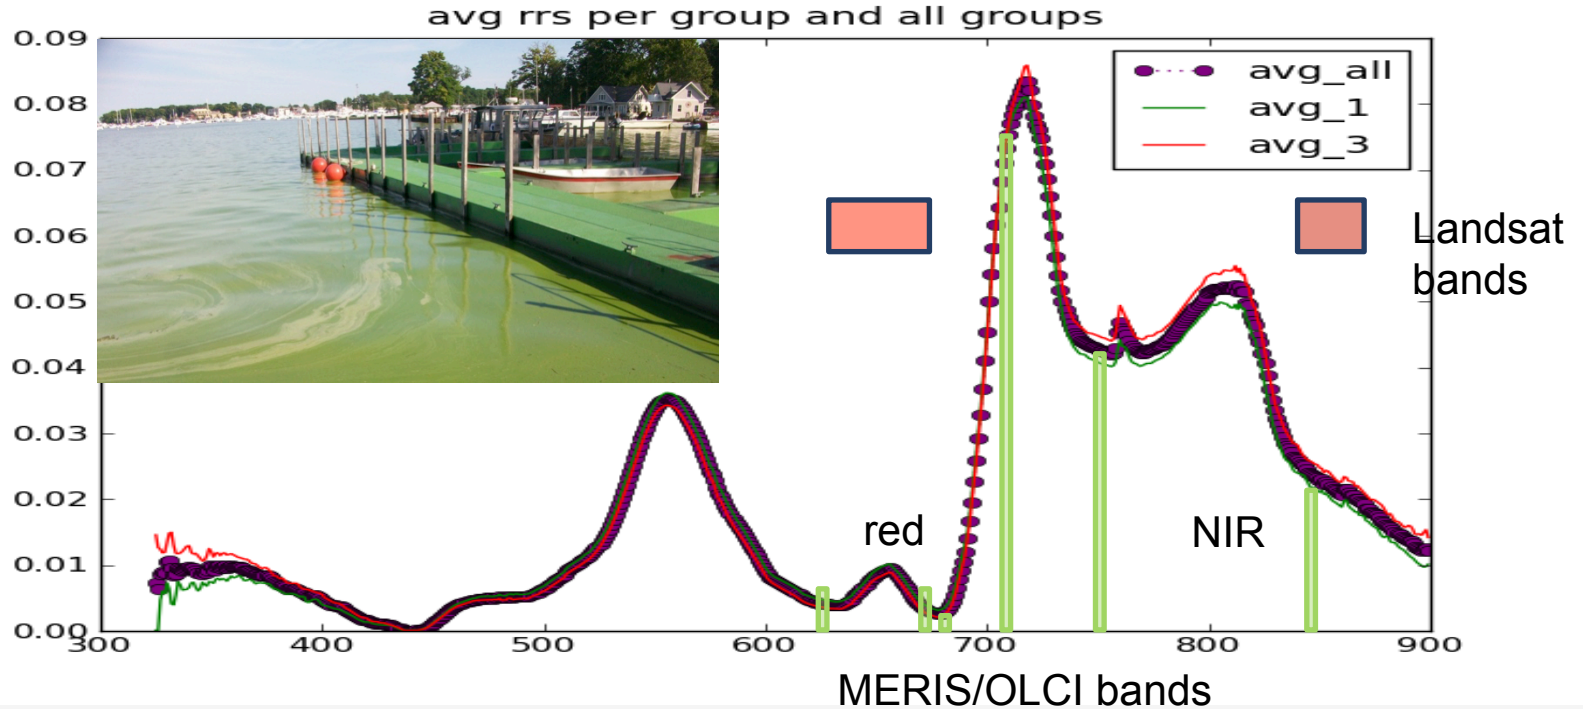 avg rrs per group and all groups
0.09
0.08
0.07
0.06
0.05
0.04
0.03
0.02
0.01
0.00
avg_all
avg_1
avg_3
Landsat
bands
red
NIR
300 400 500 600 700 800 900
MERIS/OLCI bands